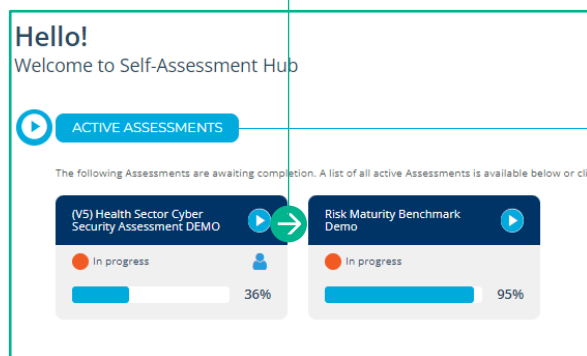 Hello!
Welcome to Self-Assessment Hub
ACTIVE ASSESSMENTS
The following Assessments are awaiting completion. A list of all active Assessments is available below or cli
(V5) Health Sector Cyber
Security Assessment DEMO
In progress
36%
Risk Maturity Benchmark
Demo
In progress
95%